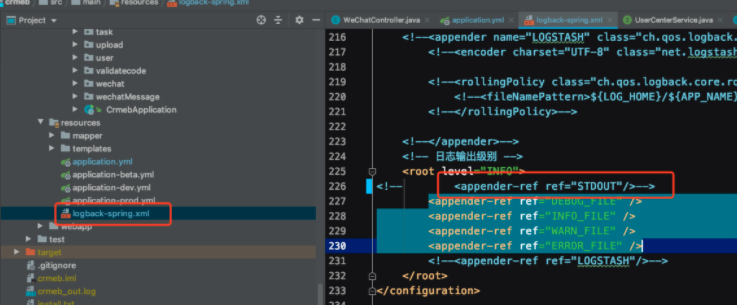 crmeb › src › main › resources › logback-spring.xml
Project
WeChatController.java
application.yml
logback-spring.xml
UserCenterService.java
task
upload
user
validatecode
wechat
wechatMessage
CrmebApplication
resources
mapper
templates
application.yml
application-beta.yml
application-dev.yml
application-prod.yml
logback-spring.xml
webapp
test
target
.gitignore
crmeb.iml
crmeb_out.log
install.txt
216 <!--<appender name="LOGSTASH" class="ch.qos.logback.
217 <!--<encoder charset="UTF-8" class="net.logstash
218
219 <!--<rollingPolicy class="ch.qos.logback.core.ro
220 <!--<fileNamePattern>${LOG_HOME}/${APP_NAME}
221 <!--</rollingPolicy>-->
222
223 <!--</appender>-->
224 <!-- 日志输出级别 -->
225 <root level="INFO">
226 <!-- <appender-ref ref="STDOUT"/>-->
227 <appender-ref ref="DEBUG_FILE" />
228 <appender-ref ref="INFO_FILE" />
229 <appender-ref ref="WARN_FILE" />
230 <appender-ref ref="ERROR_FILE" />
231 <!--<appender-ref ref="LOGSTASH"/>-->
232 </root>
233 </configuration>
234